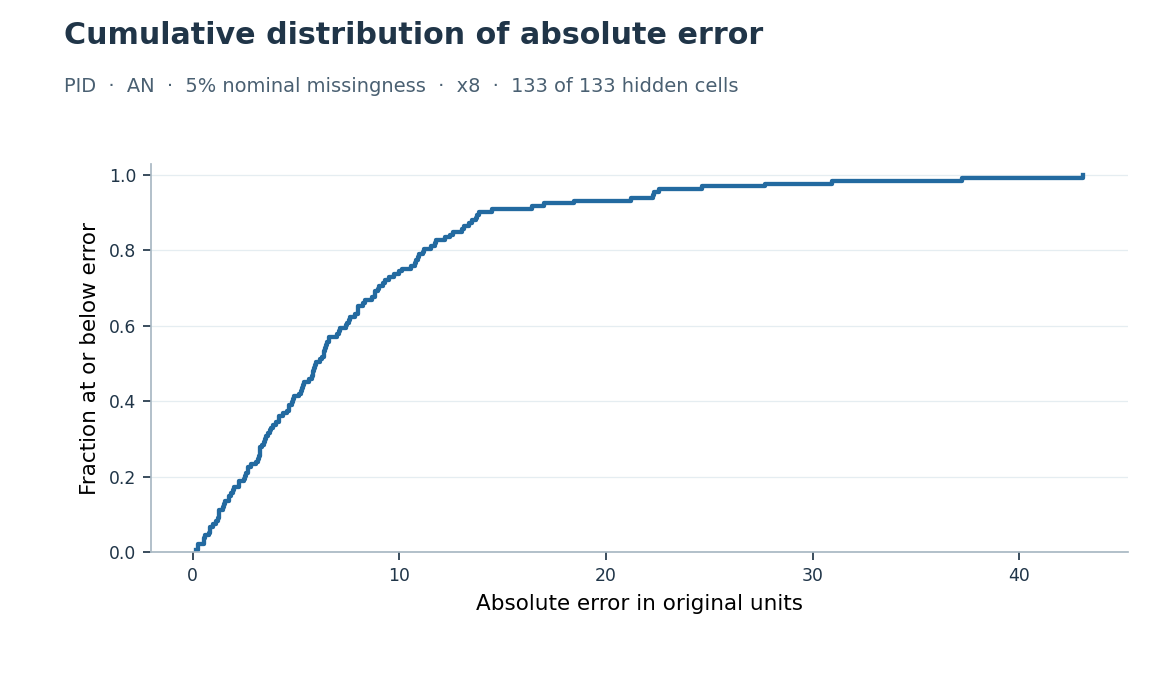 Cumulative distribution of absolute error
PID · AN · 5% nominal missingness · x8 · 133 of 133 hidden cells
Fraction at or below error
1.0
0.8
0.6
0.4
0.2
0.0
0 10 20 30 40
Absolute error in original units